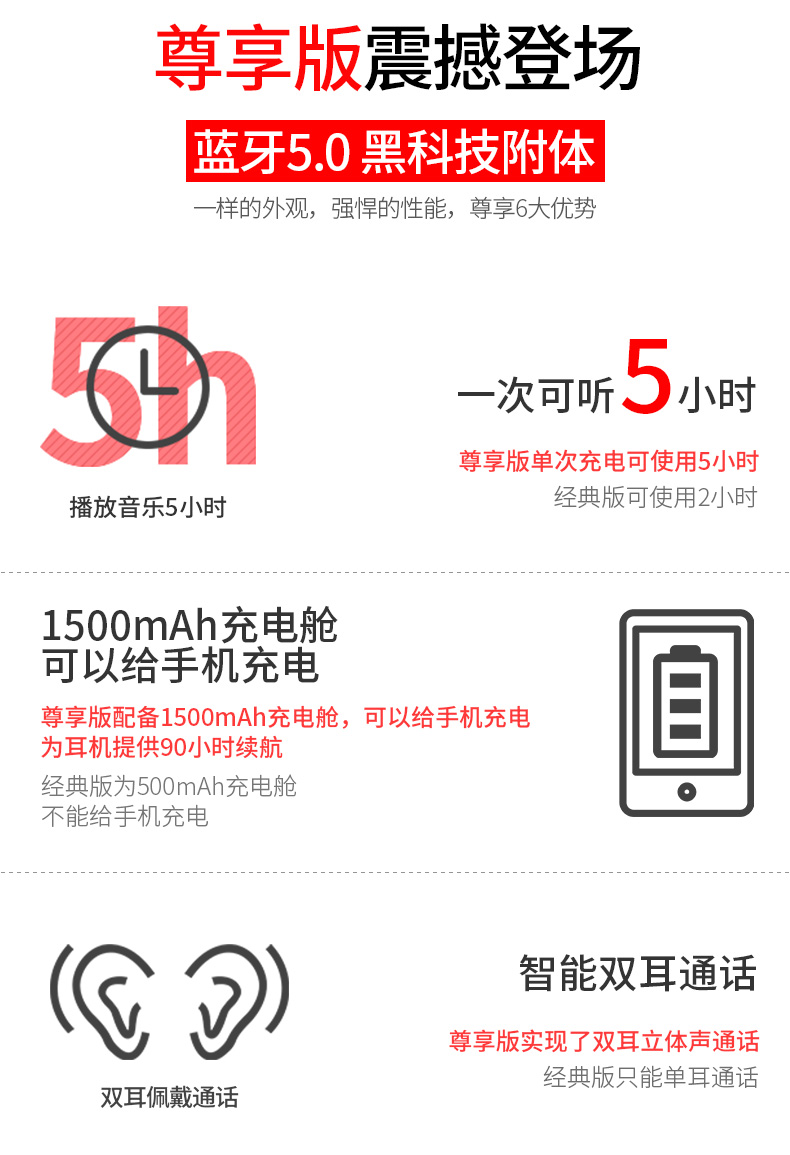 尊享版震撼登场
蓝牙5.0 黑科技附体
一样的外观，强悍的性能，尊享6大优势
5h
播放音乐5小时
一次可听5小时
尊享版单次充电可使用5小时
经典版可使用2小时
1500mAh充电舱
可以给手机充电
尊享版配备1500mAh充电舱，可以给手机充电
为耳机提供90小时续航
经典版为500mAh充电舱
不能给手机充电
双耳佩戴通话
智能双耳通话
尊享版实现了双耳立体声通话
经典版只能单耳通话